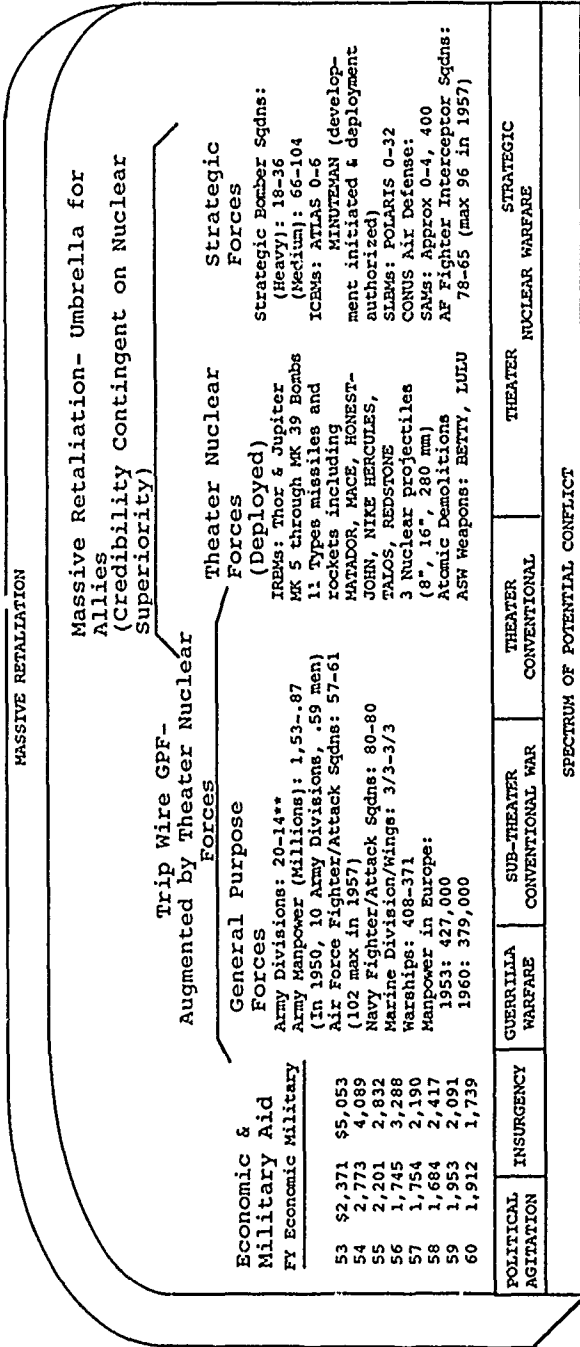 MASSIVE RETALIATION
Massive Retaliation- Umbrella for
Allies
(Credibility Contingent on Nuclear
Superiority)
Trip Wire GPF-
Augmented by Theater Nuclear
Forces
Economic &
Military Aid
FY Economic Military
53 $2,371 $5,053
54 2,773 4,089
55 2,201 2,832
56 1,745 3,288
57 1,754 2,190
58 1,684 2,417
59 1,953 2,091
60 1,912 1,739
General Purpose
Forces
Army Divisions: 20-14**
Army Manpower (Millions): 1,53-.87
(In 1950, 10 Army Divisions, .59 men)
Air Force Fighter/Attack Sqdns: 57-61
(102 max in 1957)
Navy Fighter/Attack Sqdns: 80-80
Marine Division/Wings: 3/3-3/3
Warships: 408-371
Manpower in Europe:
1953: 427,000
1960: 379,000
Theater Nuclear
Forces
(Deployed)
IRBMs: Thor & Jupiter
MK 5 through MK 39 Bombs
11 Types missiles and
rockets including
MATADOR, MACE, HONEST-
JOHN, NIKE HERCULES,
TALOS, REDSTONE
3 Nuclear projectiles
(8", 16", 280 mm)
Atomic Demolitions
ASW Weapons: BETTY, LULU
Strategic
Forces
Strategic Bomber Sqdns:
(Heavy): 18-36
(Medium): 66-104
ICBMs: ATLAS 0-6
MINUTEMAN (develop-
ment initiated & deployment
authorized)
SLBMs: POLARIS 0-32
CONUS Air Defense:
SAMs: Approx 0-4, 400
AF Fighter Interceptor Sqdns:
78-65 (max 96 in 1957)
POLITICAL
AGITATION
INSURGENCY
GUERRILLA
WARFARE
SUB-THEATER
CONVENTIONAL WAR
THEATER
CONVENTIONAL
THEATER STRATEGIC
NUCLEAR WARFARE
SPECTRUM OF POTENTIAL CONFLICT